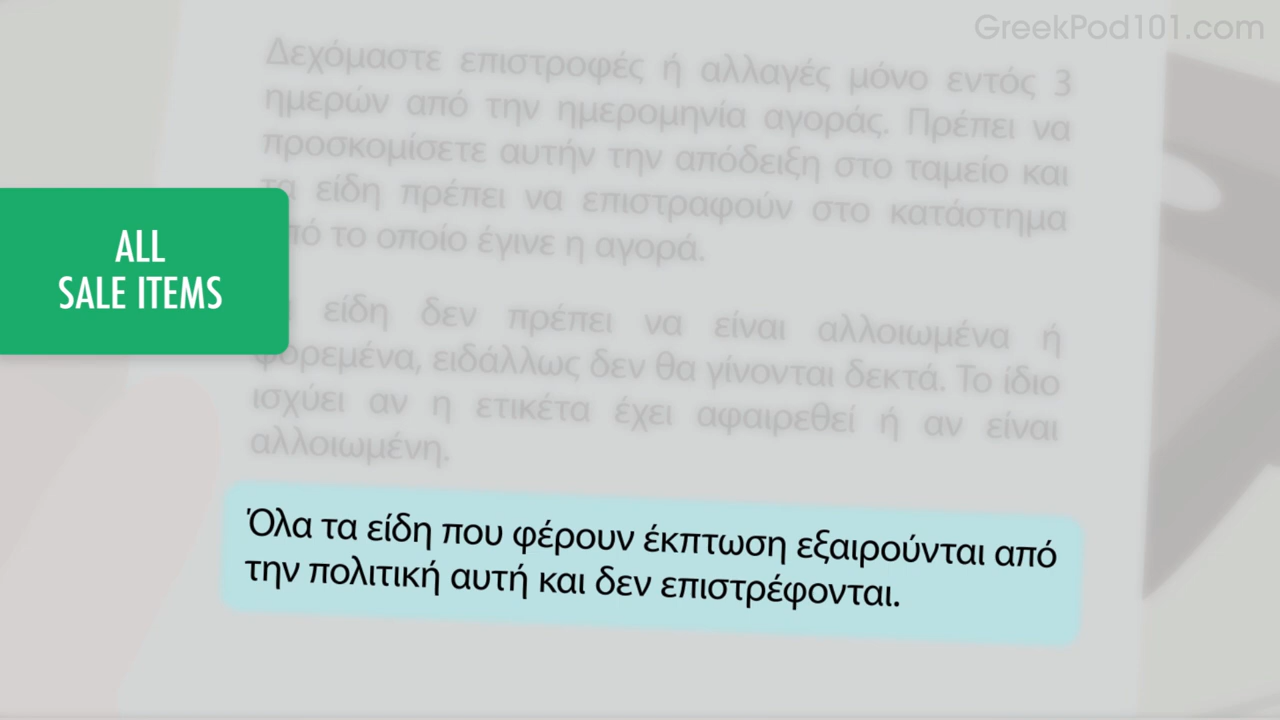 GreekPod101.com
Δεχόμαστε επιστροφές ή αλλαγές μόνο εντός 3
ημερών από την ημερομηνία αγοράς. Πρέπει να
προσκομίσετε αυτήν την απόδειξη στο ταμείο και
τα είδη πρέπει να επιστραφούν στο κατάστημα
από το οποίο έγινε η αγορά.
ALL
SALE ITEMS
είδη δεν πρέπει να είναι αλλοιωμένα ή
φορεμένα, ειδάλλως δεν θα γίνονται δεκτά. Το ίδιο
ισχύει αν η ετικέτα έχει αφαιρεθεί ή αν είναι
αλλοιωμένη.
Όλα τα είδη που φέρουν έκπτωση εξαιρούνται από
την πολιτική αυτή και δεν επιστρέφονται.